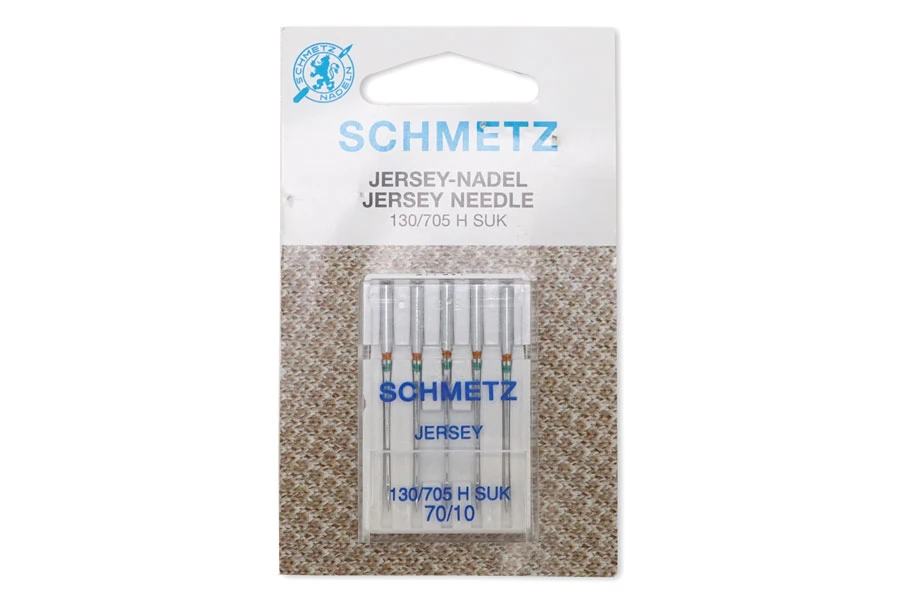 SCHMETZ
NADELN
SCHMETZ
JERSEY-NADEL
JERSEY NEEDLE
130/705 H SUK
SCHMETZ
JERSEY
130/705 H SUK
70/10